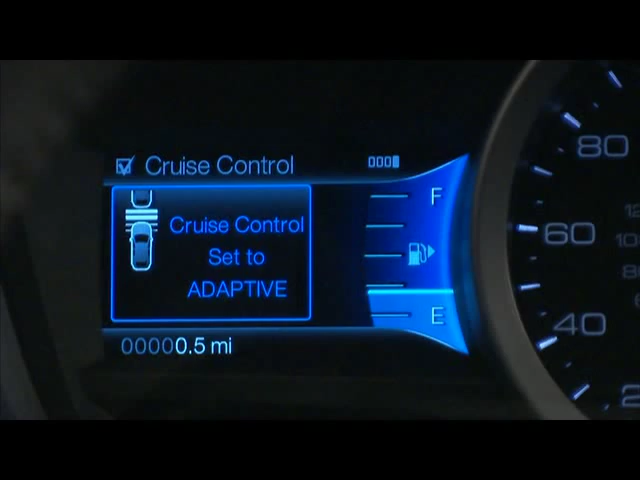 Cruise Control
Cruise Control
Set to
ADAPTIVE
00000.5 mi
F
E
80
60
40